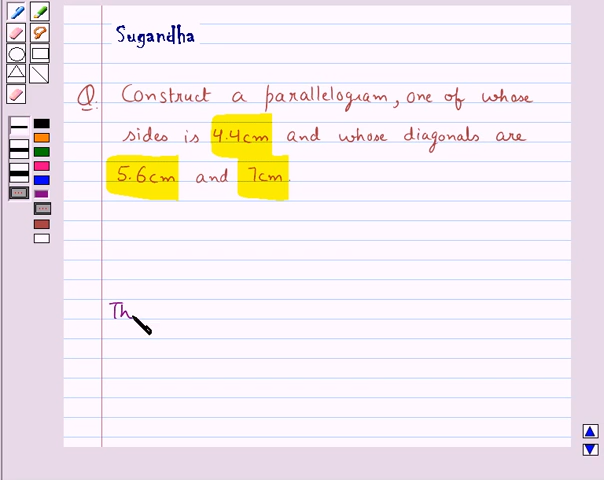 Sugandha
Q. Construct a parallelogram, one of whose
sides is 4.4cm and whose diagonals are
5.6cm and 7cm.
Th